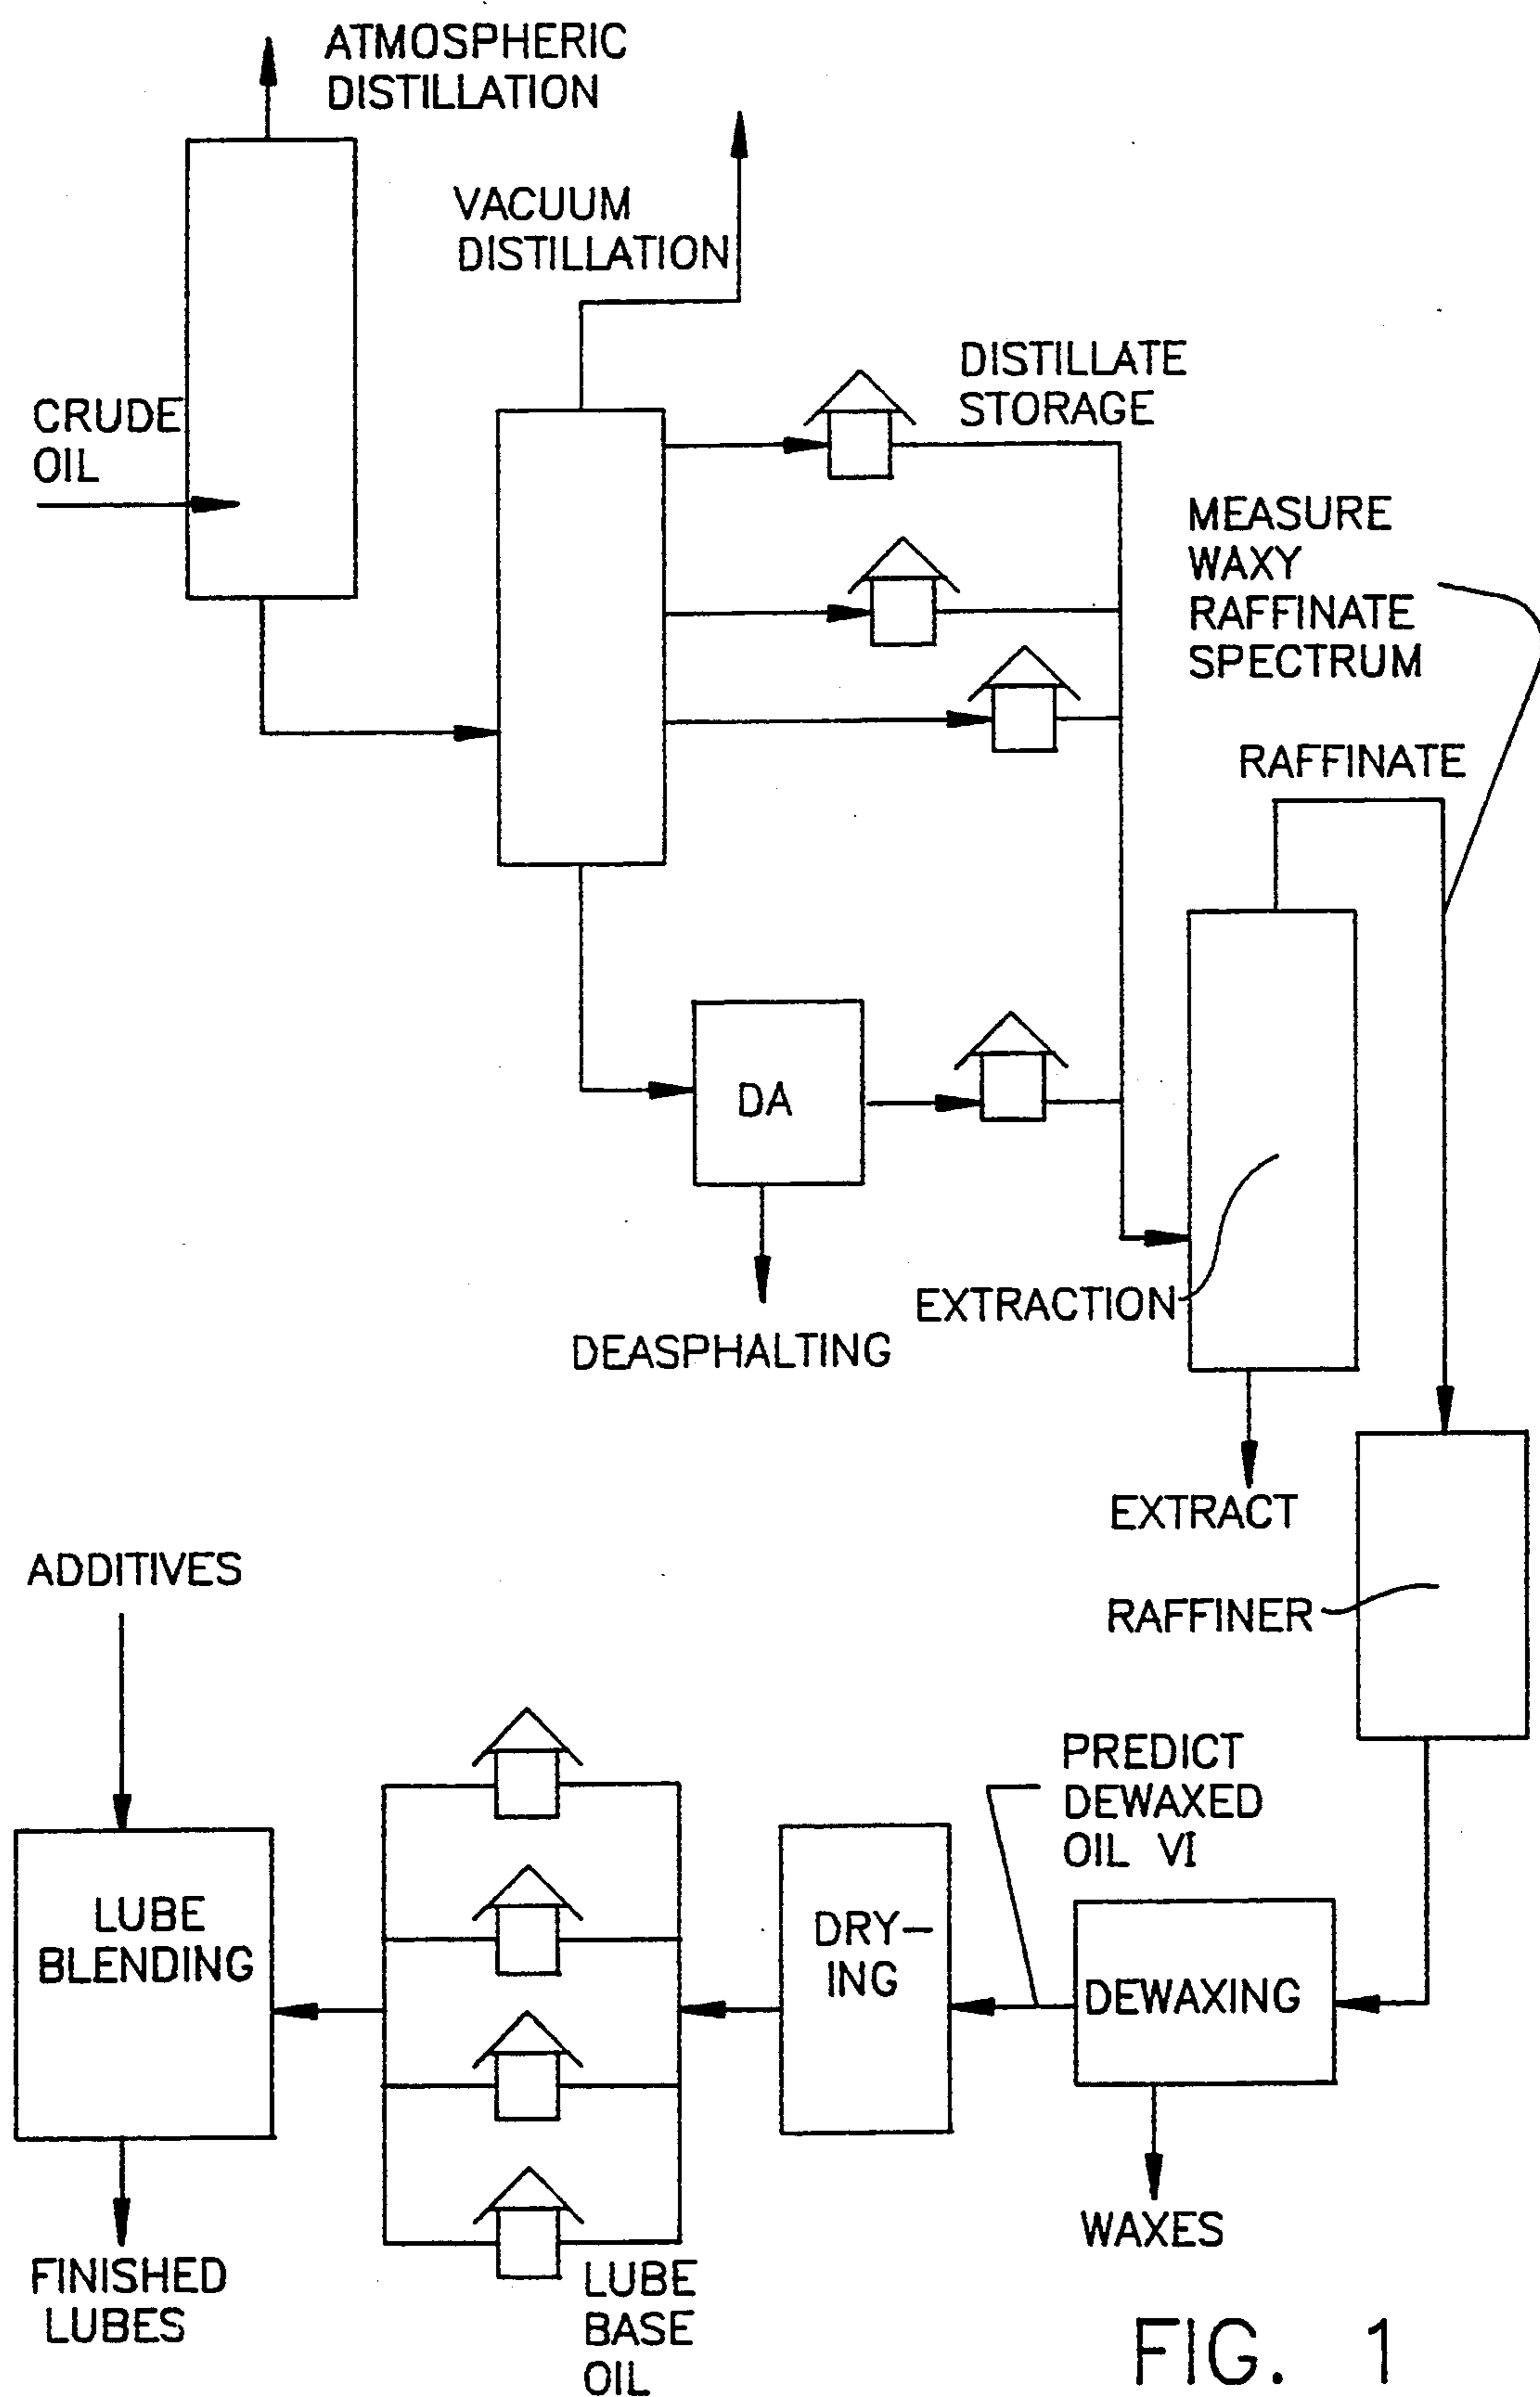 ATMOSPHERIC
DISTILLATION
VACUUM
DISTILLATION
CRUDE
OIL
DISTILLATE
STORAGE
MEASURE
WAXY
RAFFINATE
SPECTRUM
RAFFINATE
DA
EXTRACTION
DEASPHALTING
EXTRACT
RAFFINER
ADDITIVES
PREDICT
DEWAXED
OIL VI
LUBE
BLENDING
DRY-
ING
DEWAXING
WAXES
FINISHED
LUBES
LUBE
BASE
OIL
FIG. 1